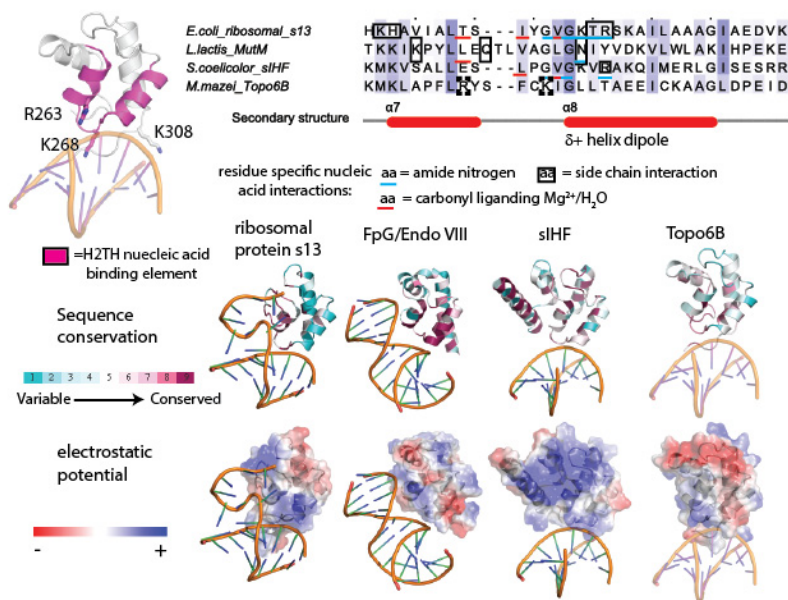 R263
K268
K308
E.coli_ribosomal_s13 HKHAVIALTS---IYGVGKTRSKAILAAAGIAEDVK
L.lactis_MutM TKKIKPYLLEQTLVAGLGNIYVDKVLWLAKIHPEKE
S.coelicolor_sIHF KMKVSALLES---LPGVGKVRAKQIMERLGISESRR
M.mazei_Topo6B KMKLAPFLRYS--FCKIGLLTAEEICKAAGLDPEID
α7 α8
Secondary structure
δ+ helix dipole
residue specific nucleic acid interactions:
aa = amide nitrogen
aa = side chain interaction
aa = carbonyl liganding Mg²⁺/H₂O
=H2TH nuecleic acid
binding element
ribosomal
protein s13
FpG/Endo VIII
sIHF
Topo6B
Sequence
conservation
1 2 3 4 5 6 7 8 9
Variable Conserved
electrostatic
potential
- +